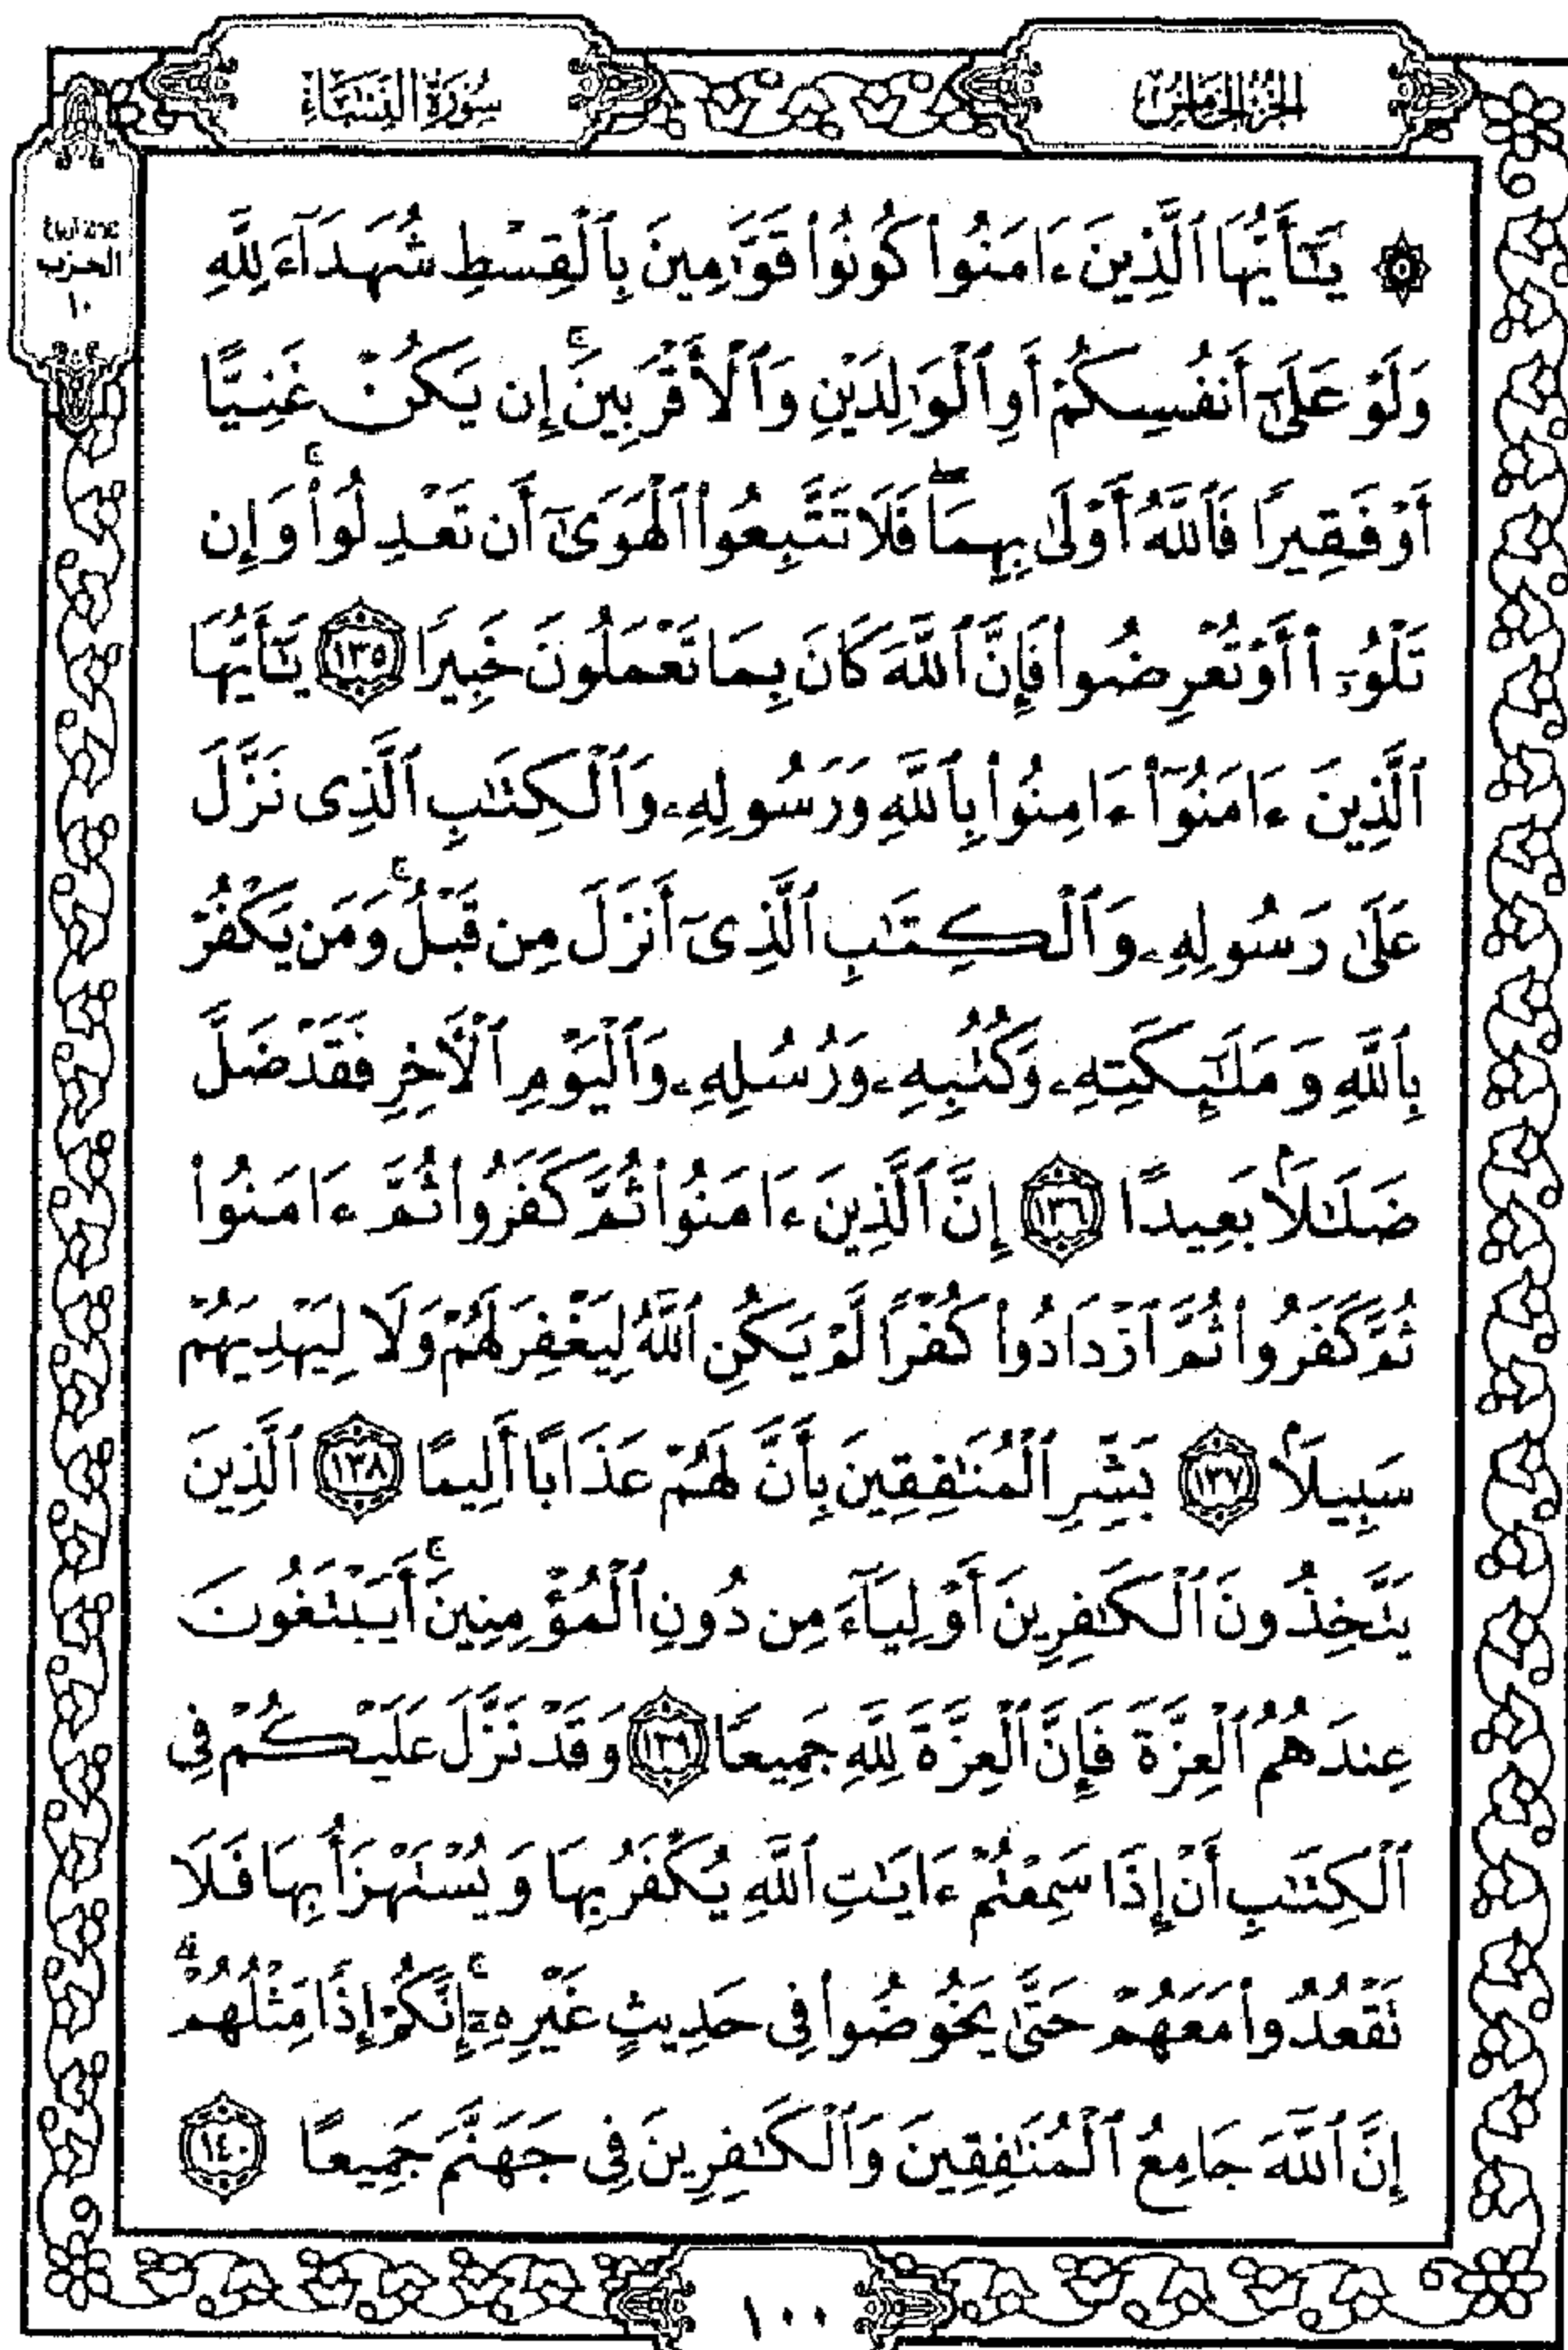 الجزء الخامس
سورة النساء
الحزب
١٠
۞ يَٰٓأَيُّهَا ٱلَّذِينَ ءَامَنُوا۟ كُونُوا۟ قَوَّٰمِينَ بِٱلْقِسْطِ شُهَدَآءَ لِلَّهِ
وَلَوْ عَلَىٰٓ أَنفُسِكُمْ أَوِ ٱلْوَٰلِدَيْنِ وَٱلْأَقْرَبِينَ ۚ إِن يَكُنْ غَنِيًّا
أَوْ فَقِيرًا فَٱللَّهُ أَوْلَىٰ بِهِمَا ۖ فَلَا تَتَّبِعُوا۟ ٱلْهَوَىٰٓ أَن تَعْدِلُوا۟ ۚ وَإِن
تَلْوُۥٓا۟ أَوْ تُعْرِضُوا۟ فَإِنَّ ٱللَّهَ كَانَ بِمَا تَعْمَلُونَ خَبِيرًا ١٣٥ يَٰٓأَيُّهَا
ٱلَّذِينَ ءَامَنُوٓا۟ ءَامِنُوا۟ بِٱللَّهِ وَرَسُولِهِۦ وَٱلْكِتَٰبِ ٱلَّذِى نَزَّلَ
عَلَىٰ رَسُولِهِۦ وَٱلْكِتَٰبِ ٱلَّذِىٓ أَنزَلَ مِن قَبْلُ ۚ وَمَن يَكْفُرْ
بِٱللَّهِ وَمَلَٰٓئِكَتِهِۦ وَكُتُبِهِۦ وَرُسُلِهِۦ وَٱلْيَوْمِ ٱلْءَاخِرِ فَقَدْ ضَلَّ
ضَلَٰلًۢا بَعِيدًا ١٣٦ إِنَّ ٱلَّذِينَ ءَامَنُوا۟ ثُمَّ كَفَرُوا۟ ثُمَّ ءَامَنُوا۟
ثُمَّ كَفَرُوا۟ ثُمَّ ٱزْدَادُوا۟ كُفْرًا لَّمْ يَكُنِ ٱللَّهُ لِيَغْفِرَ لَهُمْ وَلَا لِيَهْدِيَهُمْ
سَبِيلًۢا ١٣٧ بَشِّرِ ٱلْمُنَٰفِقِينَ بِأَنَّ لَهُمْ عَذَابًا أَلِيمًا ١٣٨ ٱلَّذِينَ
يَتَّخِذُونَ ٱلْكَٰفِرِينَ أَوْلِيَآءَ مِن دُونِ ٱلْمُؤْمِنِينَ ۚ أَيَبْتَغُونَ
عِندَهُمُ ٱلْعِزَّةَ فَإِنَّ ٱلْعِزَّةَ لِلَّهِ جَمِيعًا ١٣٩ وَقَدْ نَزَّلَ عَلَيْكُمْ فِى
ٱلْكِتَٰبِ أَنْ إِذَا سَمِعْتُمْ ءَايَٰتِ ٱللَّهِ يُكْفَرُ بِهَا وَيُسْتَهْزَأُ بِهَا فَلَا
تَقْعُدُوا۟ مَعَهُمْ حَتَّىٰ يَخُوضُوا۟ فِى حَدِيثٍ غَيْرِهِۦٓ ۚ إِنَّكُمْ إِذًا مِّثْلُهُمْ ۗ
إِنَّ ٱللَّهَ جَامِعُ ٱلْمُنَٰفِقِينَ وَٱلْكَٰفِرِينَ فِى جَهَنَّمَ جَمِيعًا ١٤٠
١٠٠